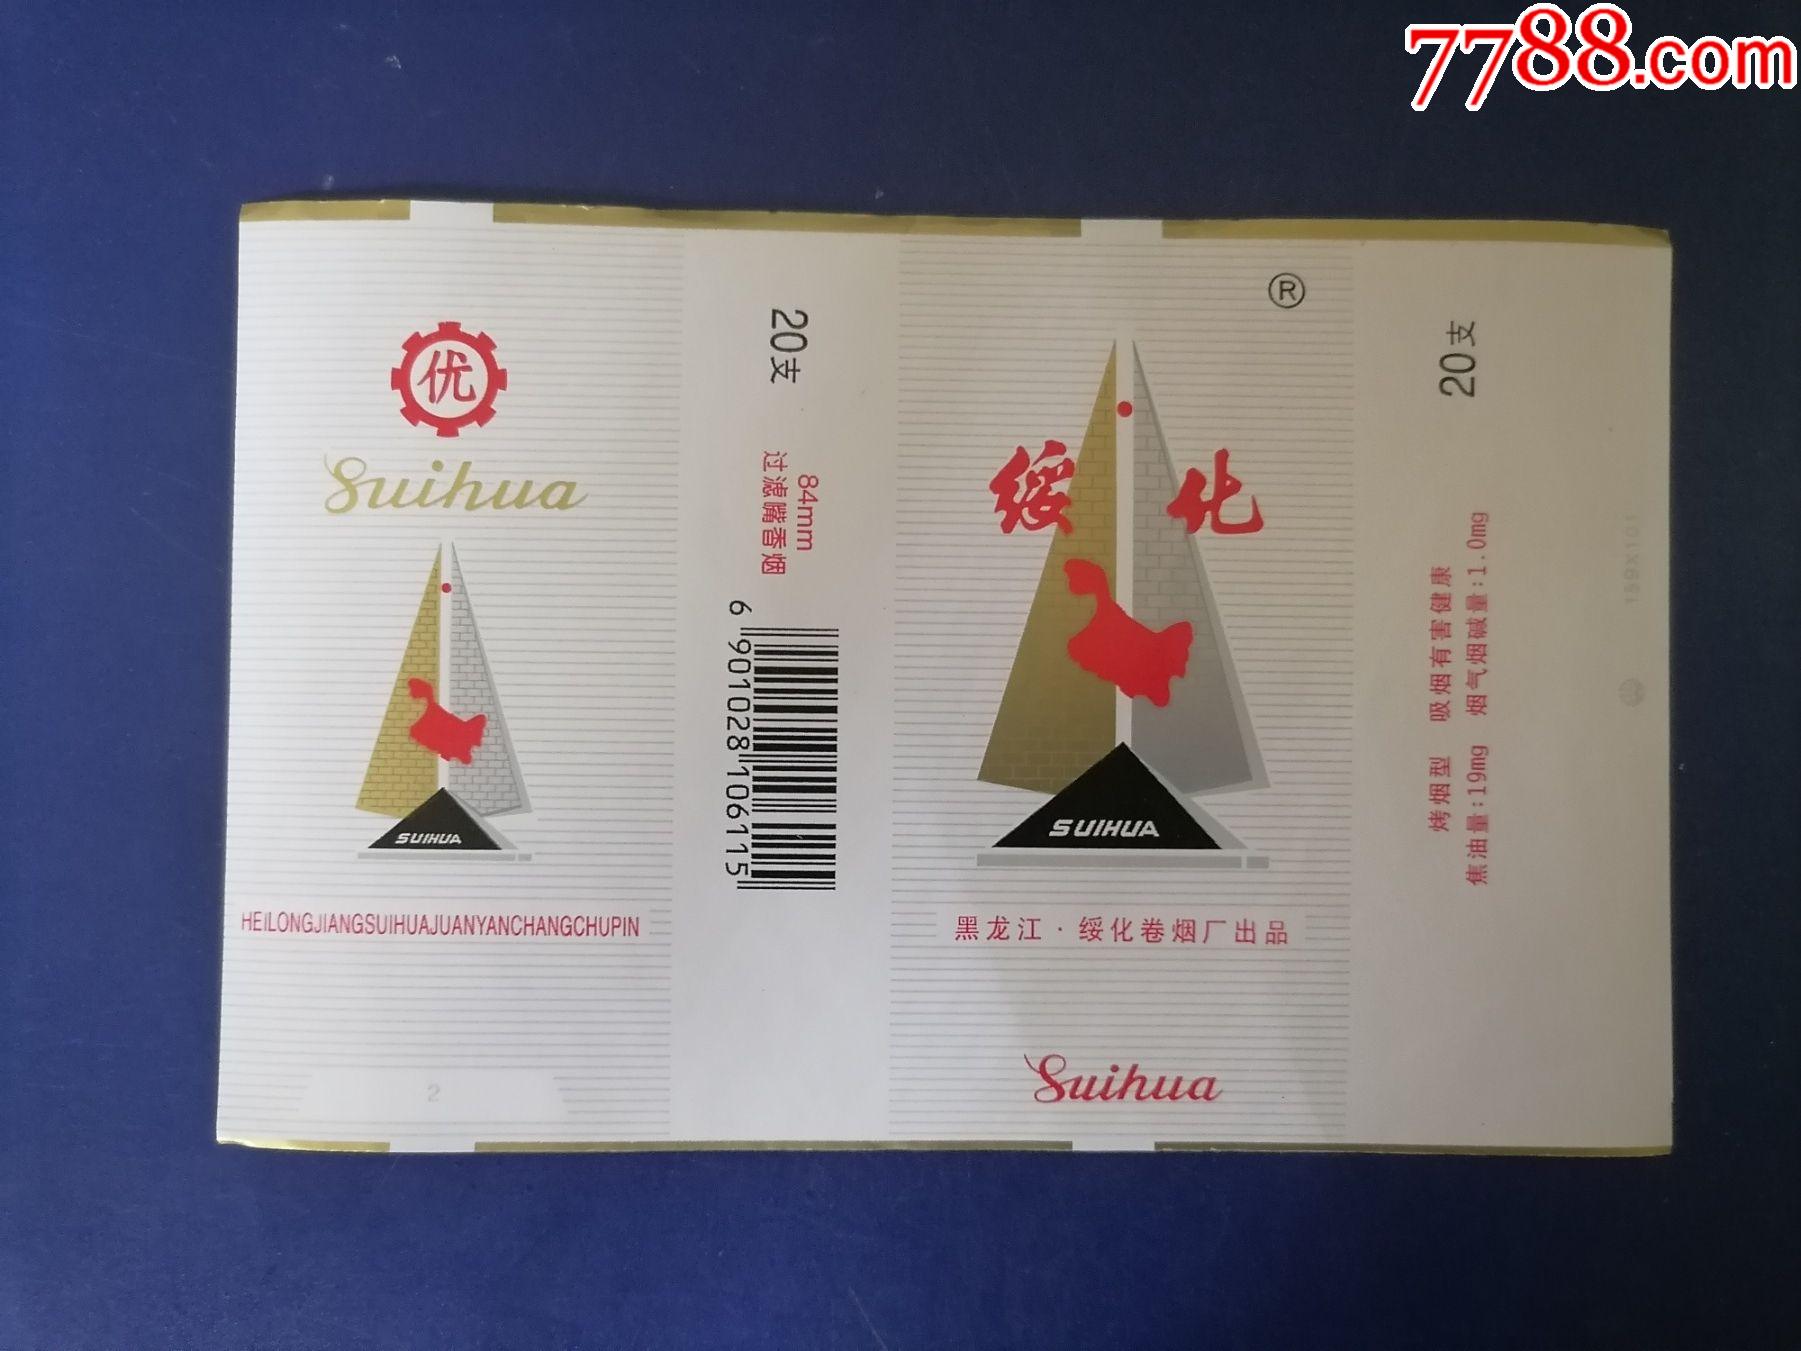 7788.com
优
Suihua
SUIHUA
HEILONGJIANGSUIHUAJUANYANCHANGCHUPIN
2
20支
84mm
过滤嘴香烟
6 901028 106115
®
绥化
SUIHUA
黑龙江·绥化卷烟厂出品
Suihua
20支
烤烟型 吸烟有害健康
焦油量:19mg 烟气烟碱量:1.0mg
159X101